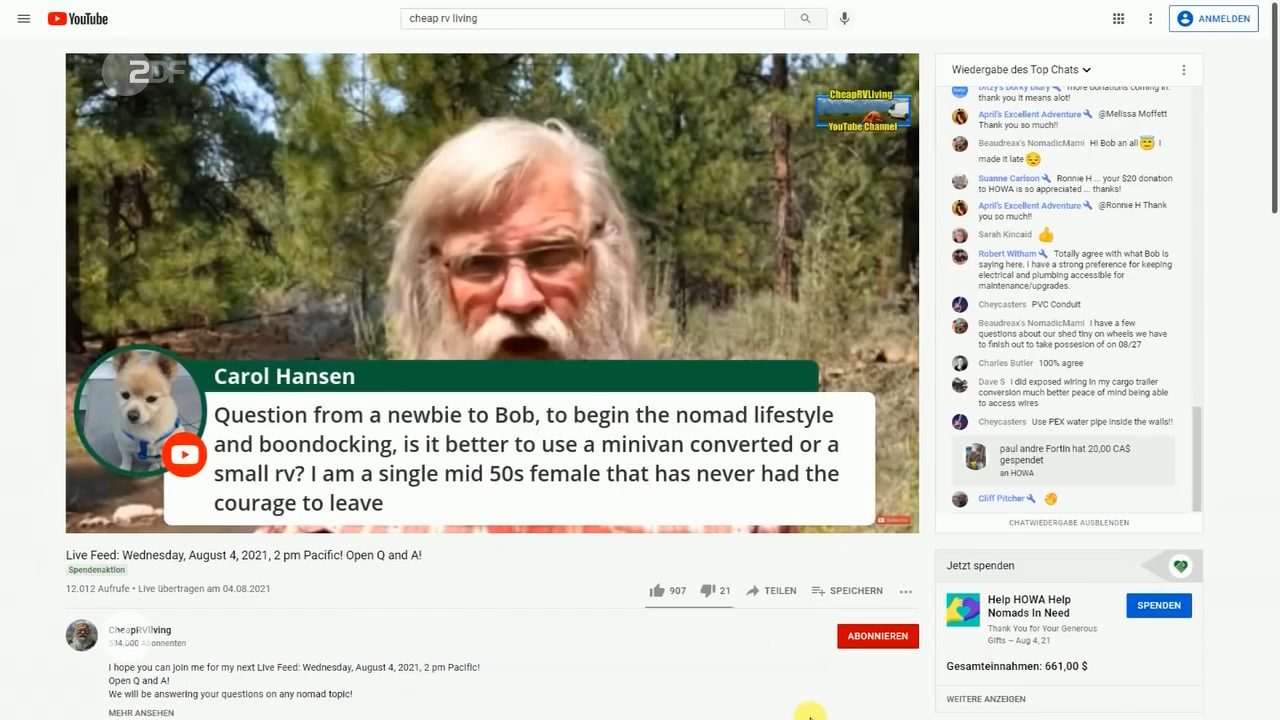 YouTube
cheap rv living
ANMELDEN
ZDF
CheapRVLiving
YouTube Channel
Carol Hansen
Question from a newbie to Bob, to begin the nomad lifestyle
and boondocking, is it better to use a minivan converted or a
small rv? I am a single mid 50s female that has never had the
courage to leave
Live Feed: Wednesday, August 4, 2021, 2 pm Pacific! Open Q and A!
Spendenaktion
12.012 Aufrufe • Live übertragen am 04.08.2021
907
21
TEILEN
SPEICHERN
CheapRVliving
534.000 Abonnenten
ABONNIEREN
I hope you can join me for my next Live Feed: Wednesday, August 4, 2021, 2 pm Pacific!
Open Q and A!
We will be answering your questions on any nomad topic!
MEHR ANSEHEN
Wiedergabe des Top Chats
Ditzy's Dorky Diary more donations coming in.
thank you it means alot!
April's Excellent Adventure @Melissa Moffett
Thank you so much!!
Beaudreax's NomadicMami Hi Bob an all I
made it late
Suanne Carlson Ronnie H ... your $20 donation
to HOWA is so appreciated ... thanks!
April's Excellent Adventure @Ronnie H Thank
you so much!!
Sarah Kincaid
Robert Witham Totally agree with what Bob is
saying here. I have a strong preference for keeping
electrical and plumbing accessible for
maintenance/upgrades.
Cheycasters PVC Conduit
Beaudreax's NomadicMami I have a few
questions about our shed tiny on wheels we have
to finish out to take possesion of on 08/27
Charles Butler 100% agree
Dave S I did exposed wiring in my cargo trailer
conversion much better peace of mind being able
to access wires
Cheycasters Use PEX water pipe inside the walls!!
paul andre Fortin hat 20,00 CA$
gespendet
an HOWA
Cliff Pitcher
CHATWIEDERGABE AUSBLENDEN
Jetzt spenden
Help HOWA Help
Nomads In Need
Thank You for Your Generous
Gifts – Aug 4, 21
SPENDEN
Gesamteinnahmen: 661,00 $
WEITERE ANZEIGEN